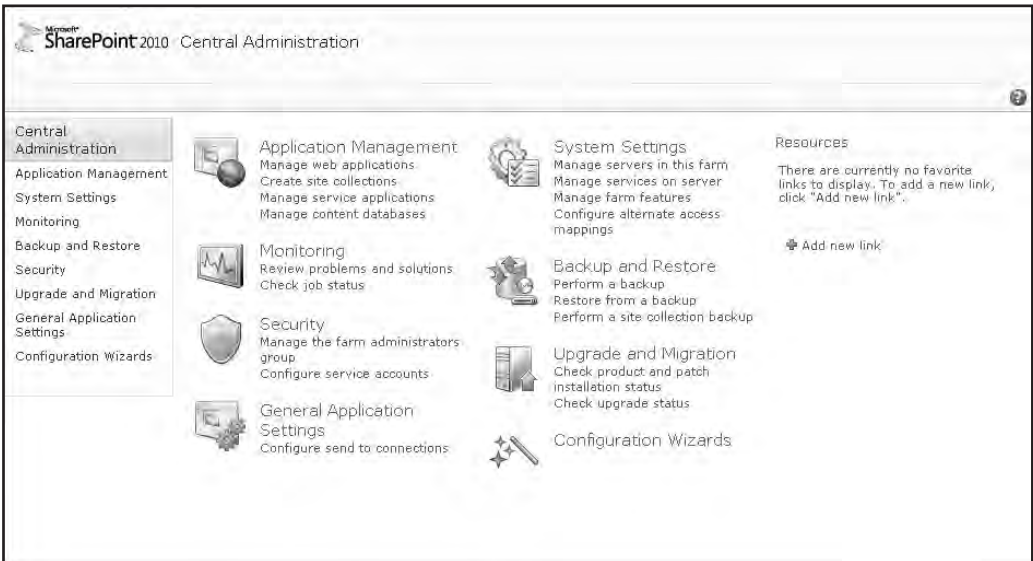 Microsoft
SharePoint 2010 Central Administration
Central
Administration
Application Management
System Settings
Monitoring
Backup and Restore
Security
Upgrade and Migration
General Application
Settings
Configuration Wizards
Application Management
Manage web applications
Create site collections
Manage service applications
Manage content databases
Monitoring
Review problems and solutions
Check job status
Security
Manage the farm administrators
group
Configure service accounts
General Application
Settings
Configure send to connections
System Settings
Manage servers in this farm
Manage services on server
Manage farm features
Configure alternate access
mappings
Backup and Restore
Perform a backup
Restore from a backup
Perform a site collection backup
Upgrade and Migration
Check product and patch
installation status
Check upgrade status
Configuration Wizards
Resources
There are currently no favorite
links to display. To add a new link,
click "Add new link".
Add new link